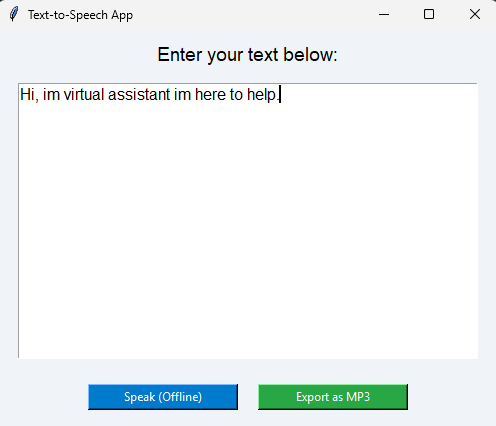 Text-to-Speech App
Enter your text below:
Hi, im virtual assistant im here to help.
Speak (Offline)
Export as MP3